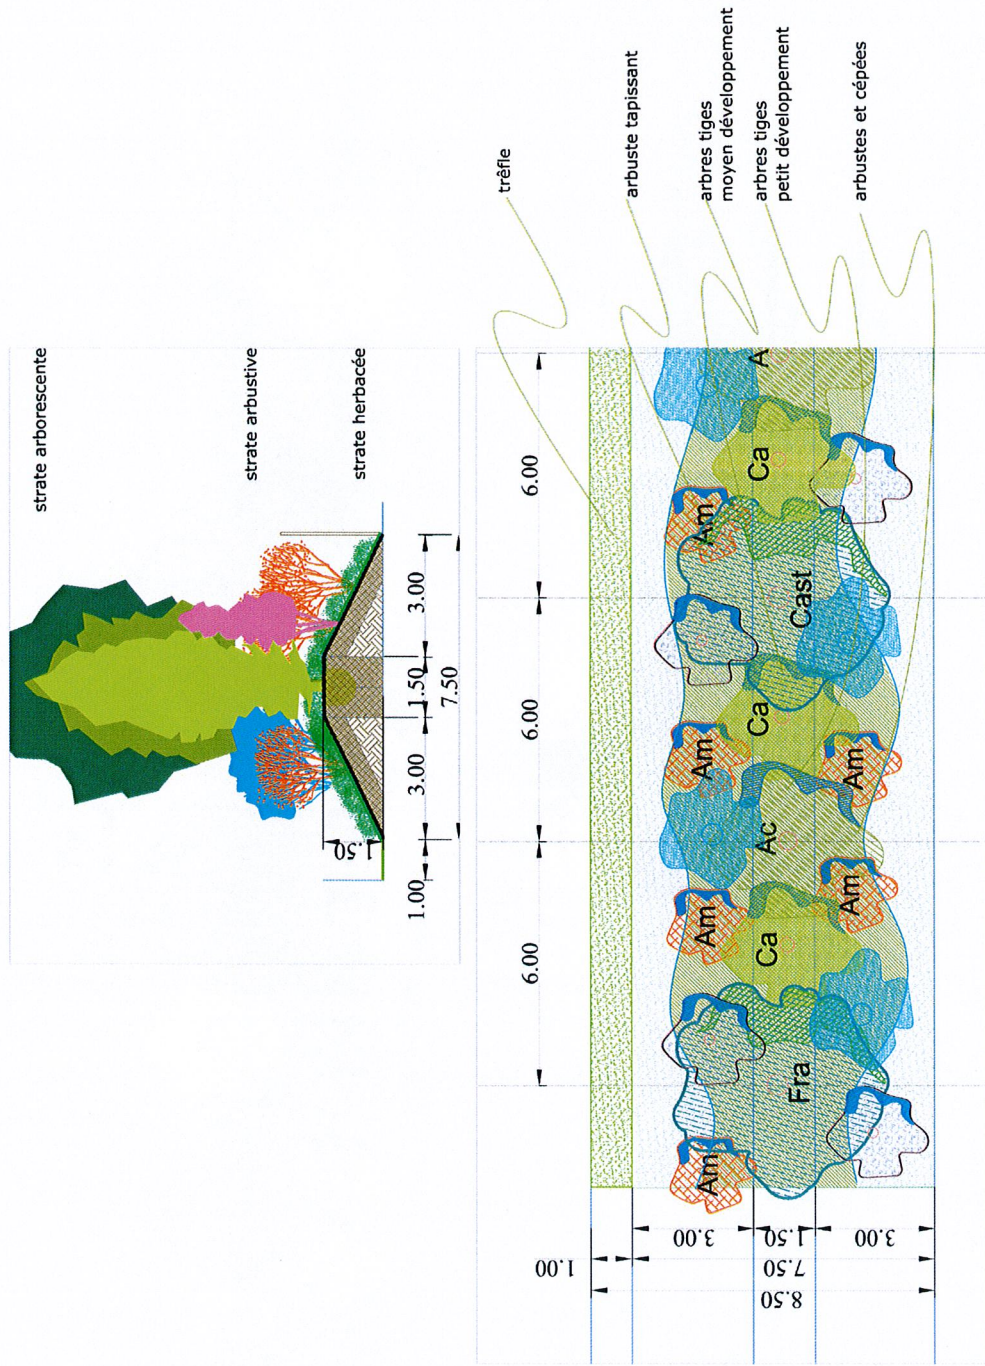 strate arborescente
strate arbustive
strate herbacée
1.50
1.00
3.00
1.50
3.00
7.50
trêfle
arbuste tapissant
arbres tiges
moyen développement
arbres tiges
petit développement
arbustes et cépées
6.00
6.00
6.00
Am
Am
Am
Am
Fra
Ca
Ac
Ca
Cast
Ca
A
Am
Am
1.00
3.00
1.50
3.00
7.50
8.50